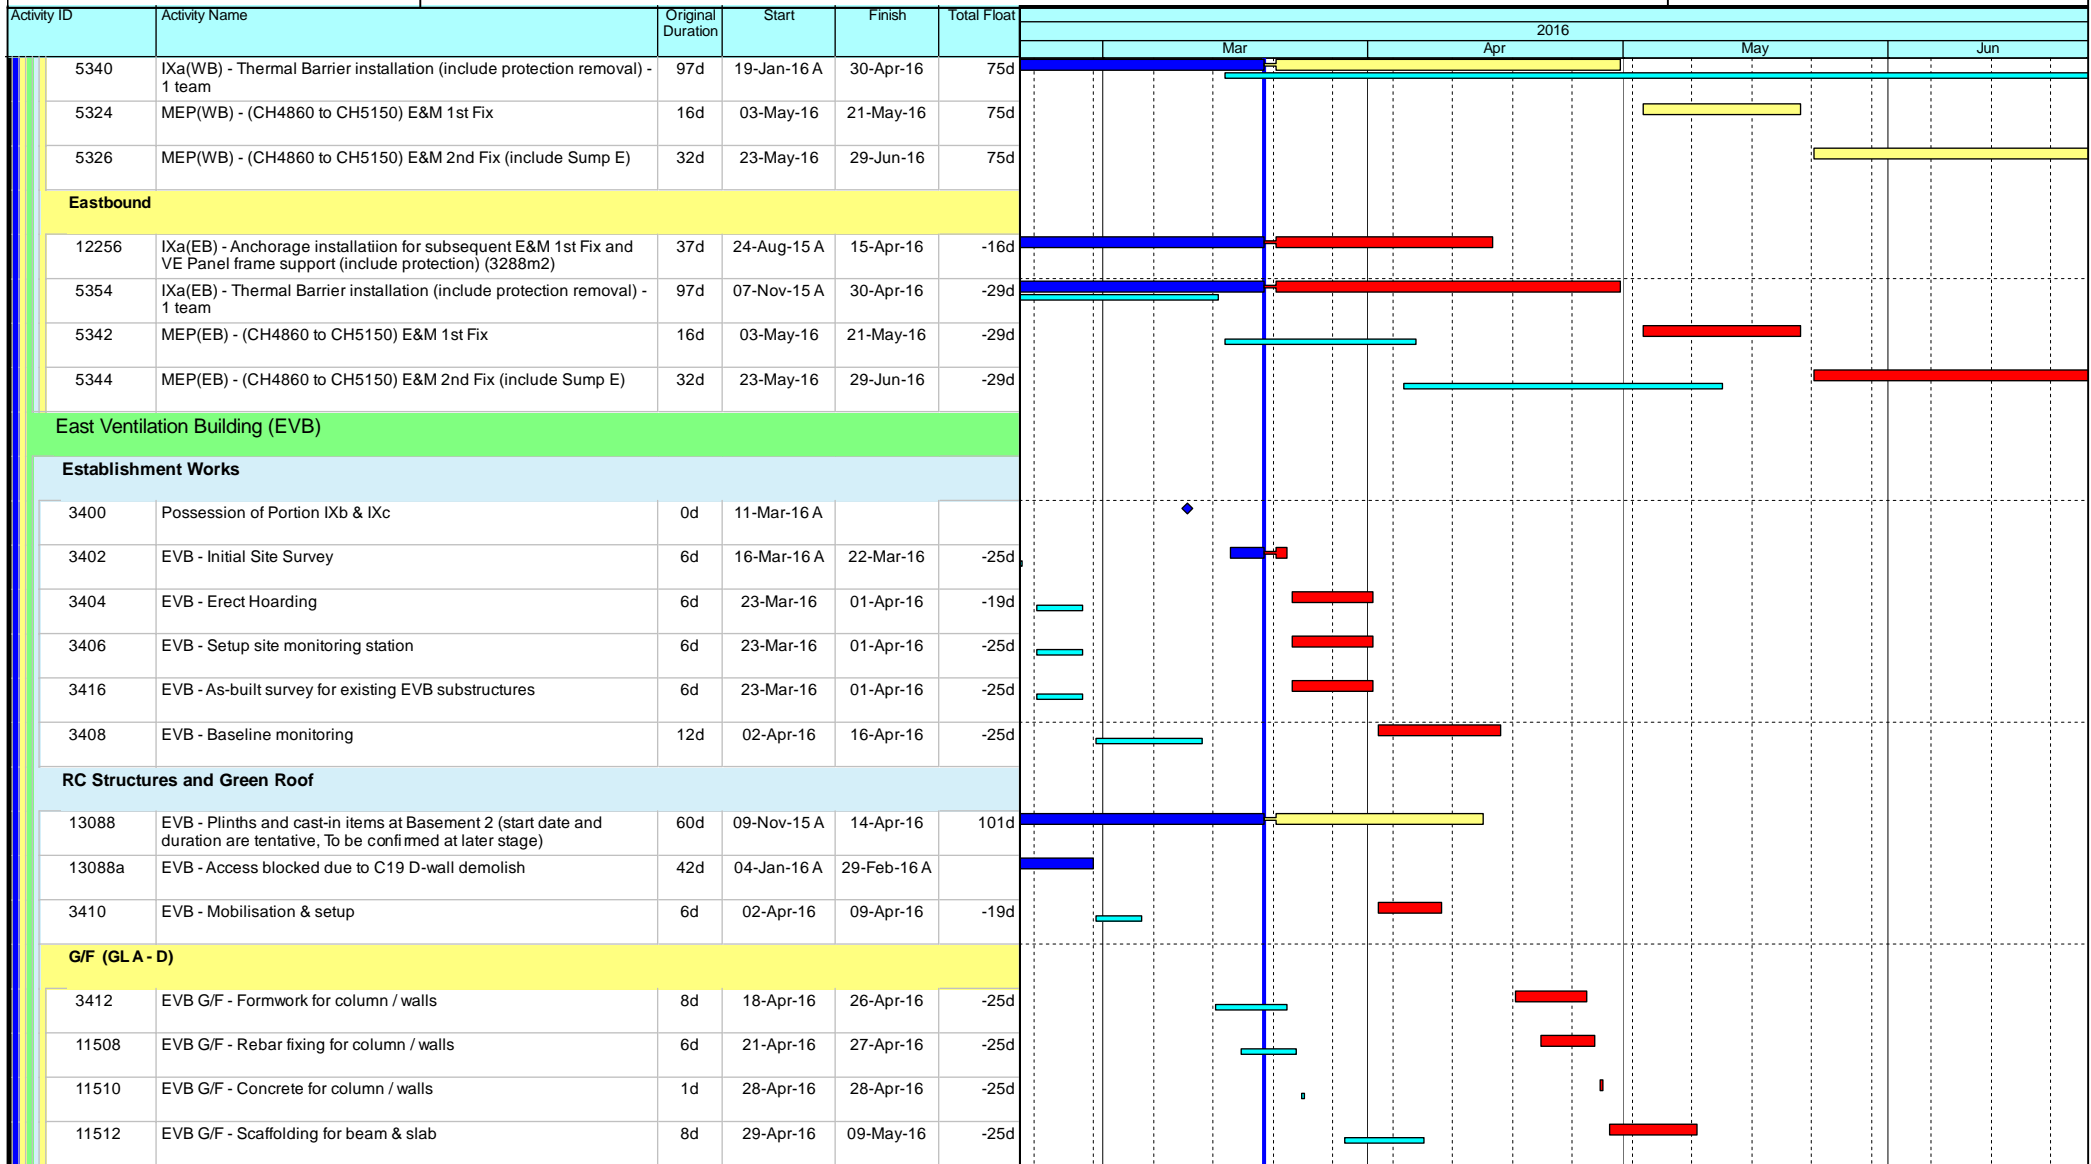 Activity ID Activity Name Original Duration Start Finish Total Float
2016
Mar Apr May Jun
5340 IXa(WB) - Thermal Barrier installation (include protection removal) - 97d 19-Jan-16 A 30-Apr-16 75d
1 team
5324 MEP(WB) - (CH4860 to CH5150) E&M 1st Fix 16d 03-May-16 21-May-16 75d
5326 MEP(WB) - (CH4860 to CH5150) E&M 2nd Fix (include Sump E) 32d 23-May-16 29-Jun-16 75d
Eastbound
12256 IXa(EB) - Anchorage installatiion for subsequent E&M 1st Fix and 37d 24-Aug-15 A 15-Apr-16 -16d
VE Panel frame support (include protection) (3288m2)
5354 IXa(EB) - Thermal Barrier installation (include protection removal) - 97d 07-Nov-15 A 30-Apr-16 -29d
1 team
5342 MEP(EB) - (CH4860 to CH5150) E&M 1st Fix 16d 03-May-16 21-May-16 -29d
5344 MEP(EB) - (CH4860 to CH5150) E&M 2nd Fix (include Sump E) 32d 23-May-16 29-Jun-16 -29d
East Ventilation Building (EVB)
Establishment Works
3400 Possession of Portion IXb & IXc 0d 11-Mar-16 A
3402 EVB - Initial Site Survey 6d 16-Mar-16 A 22-Mar-16 -25d
3404 EVB - Erect Hoarding 6d 23-Mar-16 01-Apr-16 -19d
3406 EVB - Setup site monitoring station 6d 23-Mar-16 01-Apr-16 -25d
3416 EVB - As-built survey for existing EVB substructures 6d 23-Mar-16 01-Apr-16 -25d
3408 EVB - Baseline monitoring 12d 02-Apr-16 16-Apr-16 -25d
RC Structures and Green Roof
13088 EVB - Plinths and cast-in items at Basement 2 (start date and 60d 09-Nov-15 A 14-Apr-16 101d
duration are tentative, To be confirmed at later stage)
13088a EVB - Access blocked due to C19 D-wall demolish 42d 04-Jan-16 A 29-Feb-16 A
3410 EVB - Mobilisation & setup 6d 02-Apr-16 09-Apr-16 -19d
G/F (GL A - D)
3412 EVB G/F - Formwork for column / walls 8d 18-Apr-16 26-Apr-16 -25d
11508 EVB G/F - Rebar fixing for column / walls 6d 21-Apr-16 27-Apr-16 -25d
11510 EVB G/F - Concrete for column / walls 1d 28-Apr-16 28-Apr-16 -25d
11512 EVB G/F - Scaffolding for beam & slab 8d 29-Apr-16 09-May-16 -25d